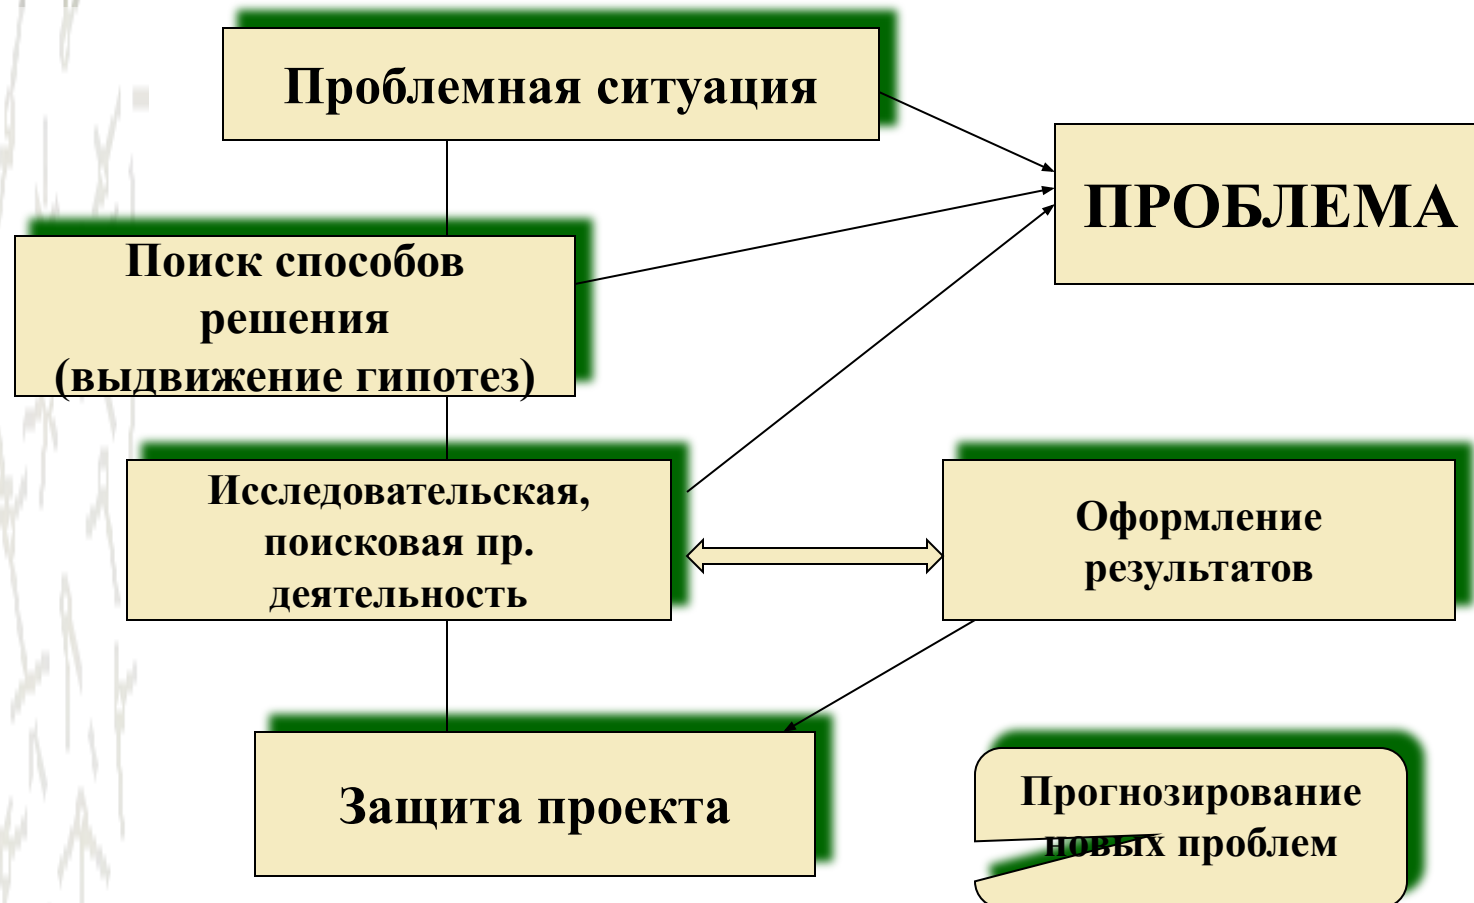 Проблемная ситуация
ПРОБЛЕМА
Поиск способов
решения
(выдвижение гипотез)
Исследовательская,
поисковая пр.
деятельность
Оформление
результатов
Защита проекта
Прогнозирование
новых проблем